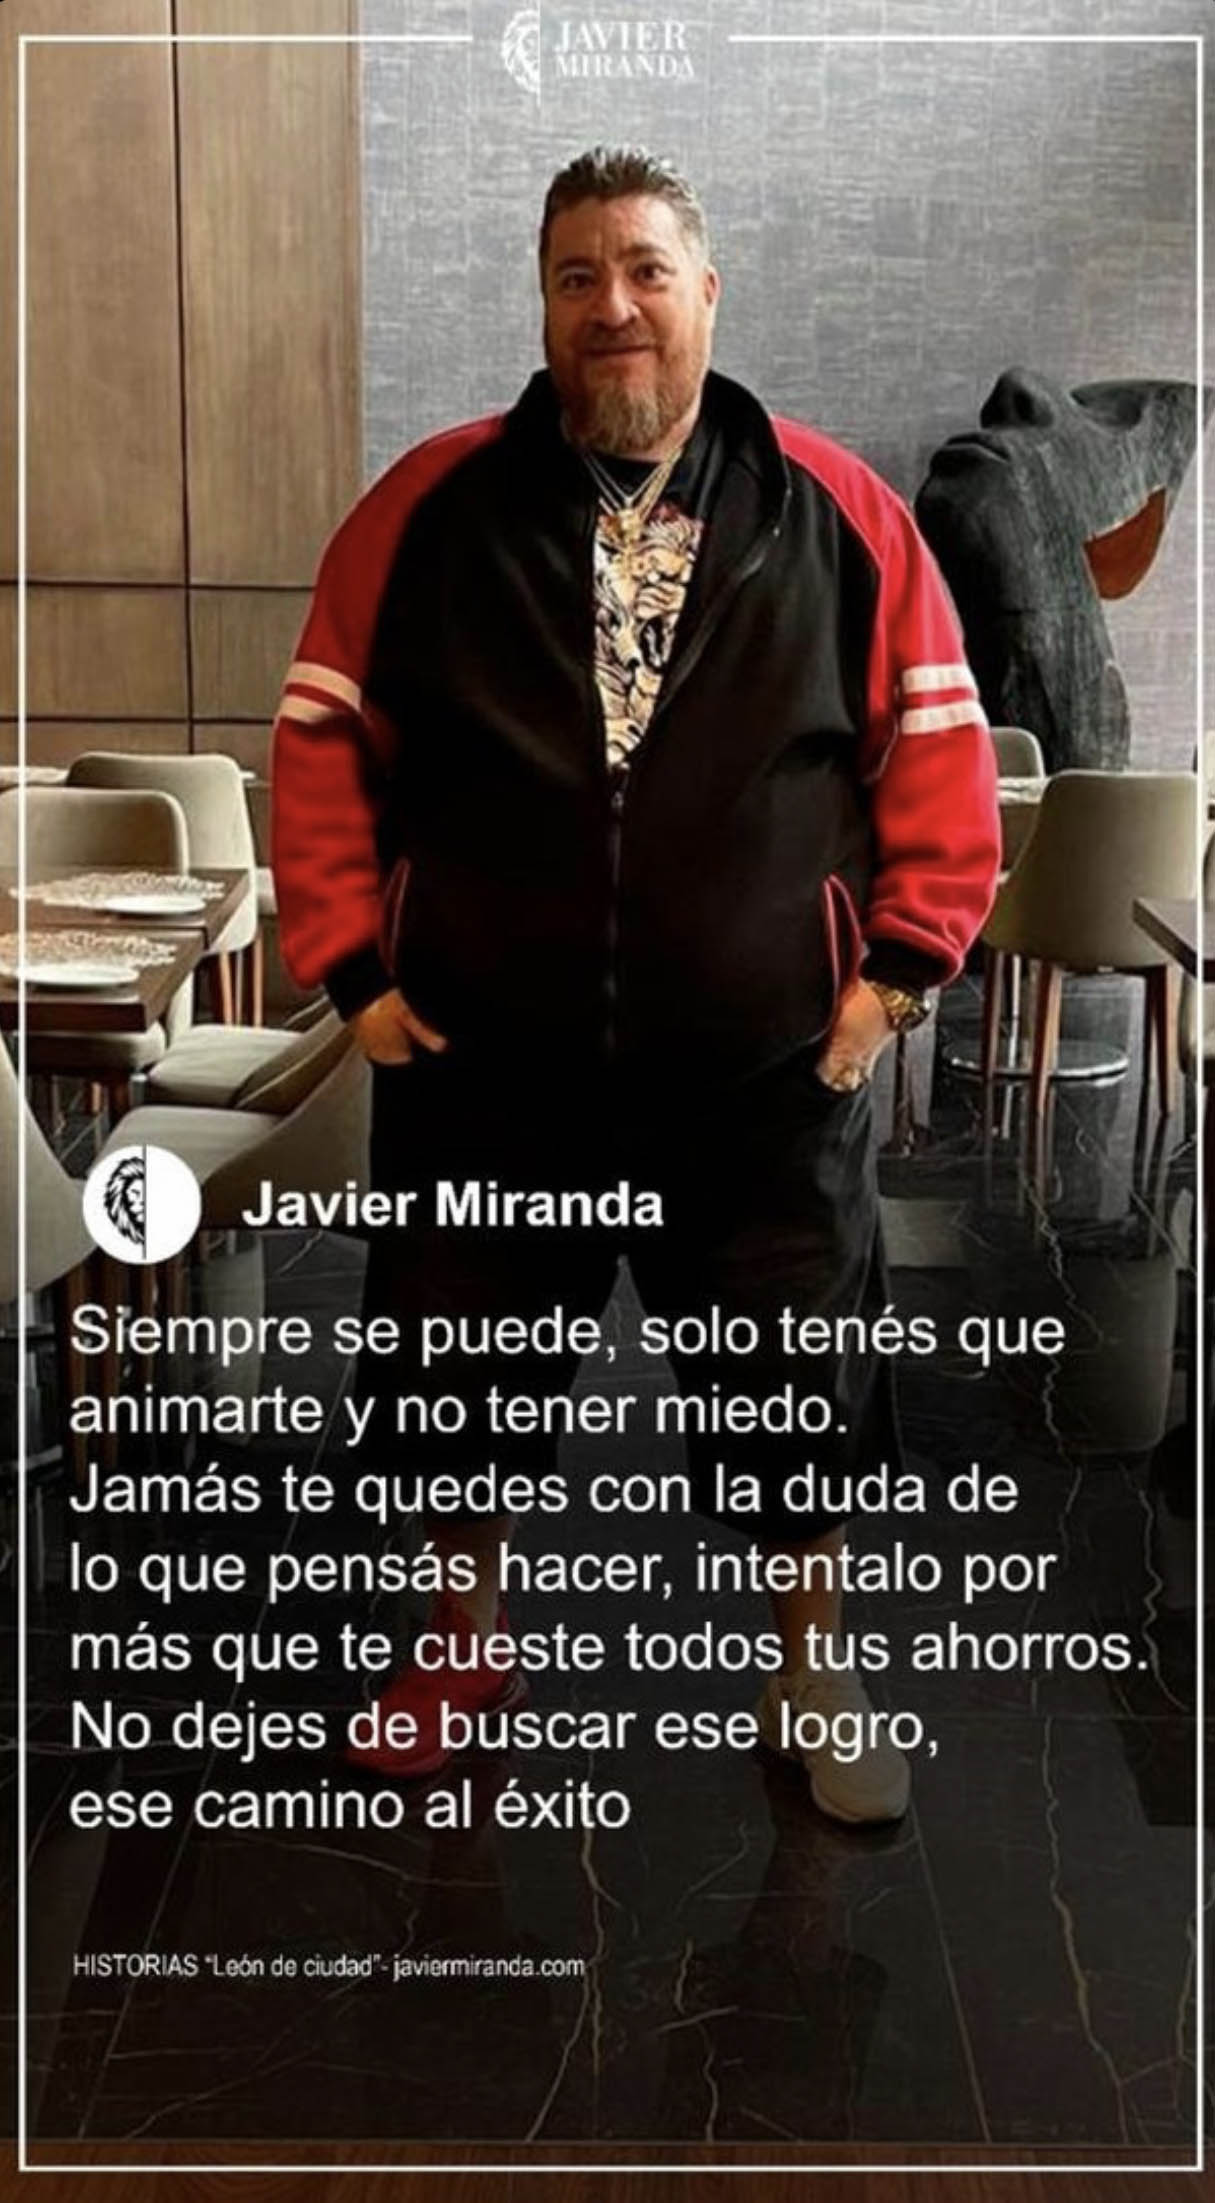 JAVIER
MIRANDA
Javier Miranda
Siempre se puede, solo tenés que
animarte y no tener miedo.
Jamás te quedes con la duda de
lo que pensás hacer, intentalo por
más que te cueste todos tus ahorros.
No dejes de buscar ese logro,
ese camino al éxito
HISTORIAS “León de ciudad”- javiermiranda.com